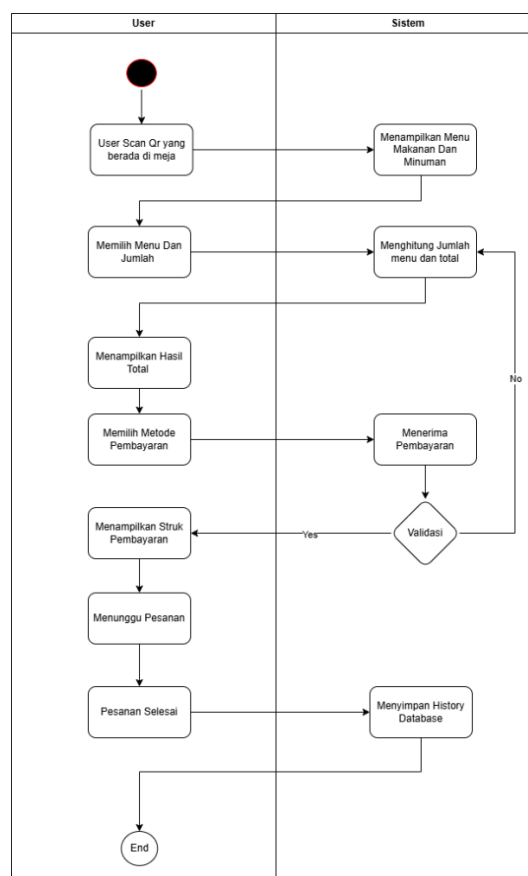 User
Sistem
User Scan Qr yang
berada di meja
Menampilkan Menu
Makanan Dan
Minuman
Memilih Menu Dan
Jumlah
Menghitung Jumlah
menu dan total
Menampilkan Hasil
Total
No
Memilih Metode
Pembayaran
Menerima
Pembayaran
Menampilkan Struk
Pembayaran
Yes
Validasi
Menunggu Pesanan
Pesanan Selesai
Menyimpan History
Database
End